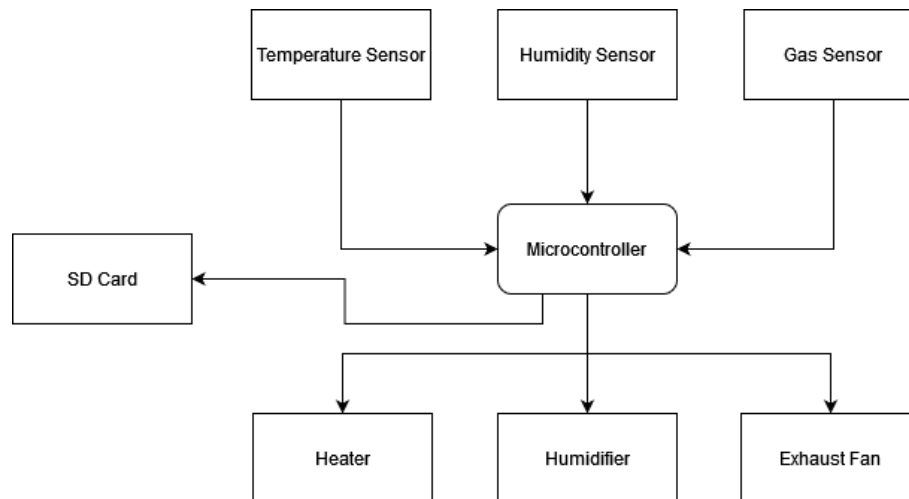 Temperature Sensor
Humidity Sensor
Gas Sensor
Microcontroller
SD Card
Heater
Humidifier
Exhaust Fan